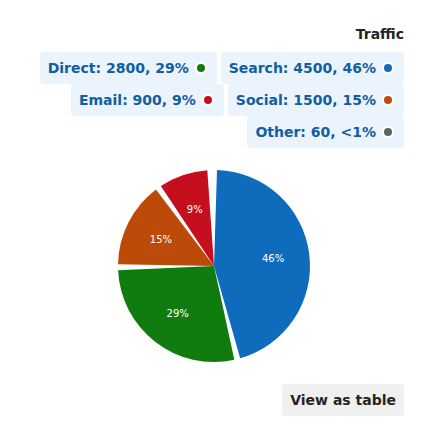 Traffic
Search: 4500, 46%
Direct: 2800, 29%
Social: 1500, 15%
Email: 900, 9%
Other: 60, <1%
9%
46%
15%
29%
View as table